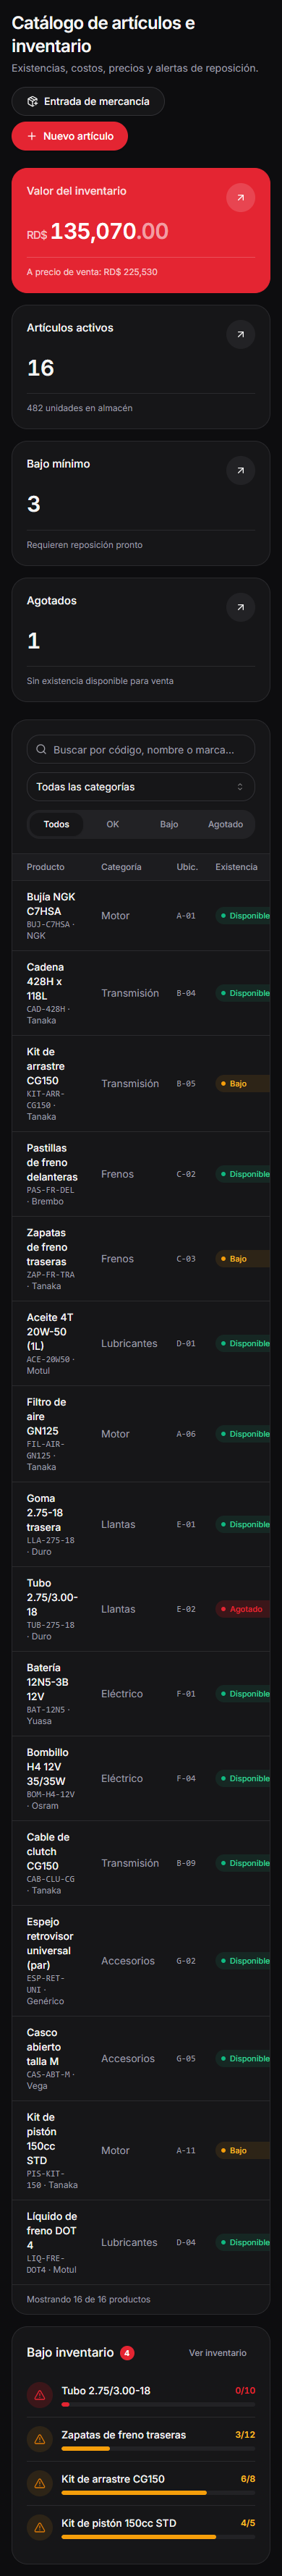 Catálogo de artículos e
inventario
Existencias, costos, precios y alertas de reposición.
Entrada de mercancía
Nuevo artículo
Valor del inventario
RD$ 135,070.00
A precio de venta: RD$ 225,530
Artículos activos
16
482 unidades en almacén
Bajo mínimo
3
Requieren reposición pronto
Agotados
1
Sin existencia disponible para venta
Buscar por código, nombre o marca...
Todas las categorías
Todos OK Bajo Agotado
Producto Categoría Ubic. Existencia
Bujía NGK
C7HSA
BUJ-C7HSA ·
NGK
Motor A-01 Disponible
Cadena
428H x
118L
CAD-428H ·
Tanaka
Transmisión B-04 Disponible
Kit de
arrastre
CG150
KIT-ARR-
CG150 ·
Tanaka
Transmisión B-05 Bajo
Pastillas
de freno
delanteras
PAS-FR-DEL
· Brembo
Frenos C-02 Disponible
Zapatas
de freno
traseras
ZAP-FR-TRA
· Tanaka
Frenos C-03 Bajo
Aceite 4T
20W-50
(1L)
ACE-20W50 ·
Motul
Lubricantes D-01 Disponible
Filtro de
aire
GN125
FIL-AIR-
GN125 ·
Tanaka
Motor A-06 Disponible
Goma
2.75-18
trasera
LLA-275-18
· Duro
Llantas E-01 Disponible
Tubo
2.75/3.00-
18
TUB-275-18
· Duro
Llantas E-02 Agotado
Batería
12N5-3B
12V
BAT-12N5 ·
Yuasa
Eléctrico F-01 Disponible
Bombillo
H4 12V
35/35W
BOM-H4-12V
· Osram
Eléctrico F-04 Disponible
Cable de
clutch
CG150
CAB-CLU-CG
· Tanaka
Transmisión B-09 Disponible
Espejo
retrovisor
universal
(par)
ESP-RET-
UNI ·
Genérico
Accesorios G-02 Disponible
Casco
abierto
talla M
CAS-ABT-M ·
Vega
Accesorios G-05 Disponible
Kit de
pistón
150cc
STD
PIS-KIT-
150 · Tanaka
Motor A-11 Bajo
Líquido de
freno DOT
4
LIQ-FRE-
DOT4 · Motul
Lubricantes D-04 Disponible
Mostrando 16 de 16 productos
Bajo inventario 4 Ver inventario
Tubo 2.75/3.00-18 0/10
Zapatas de freno traseras 3/12
Kit de arrastre CG150 6/8
Kit de pistón 150cc STD 4/5